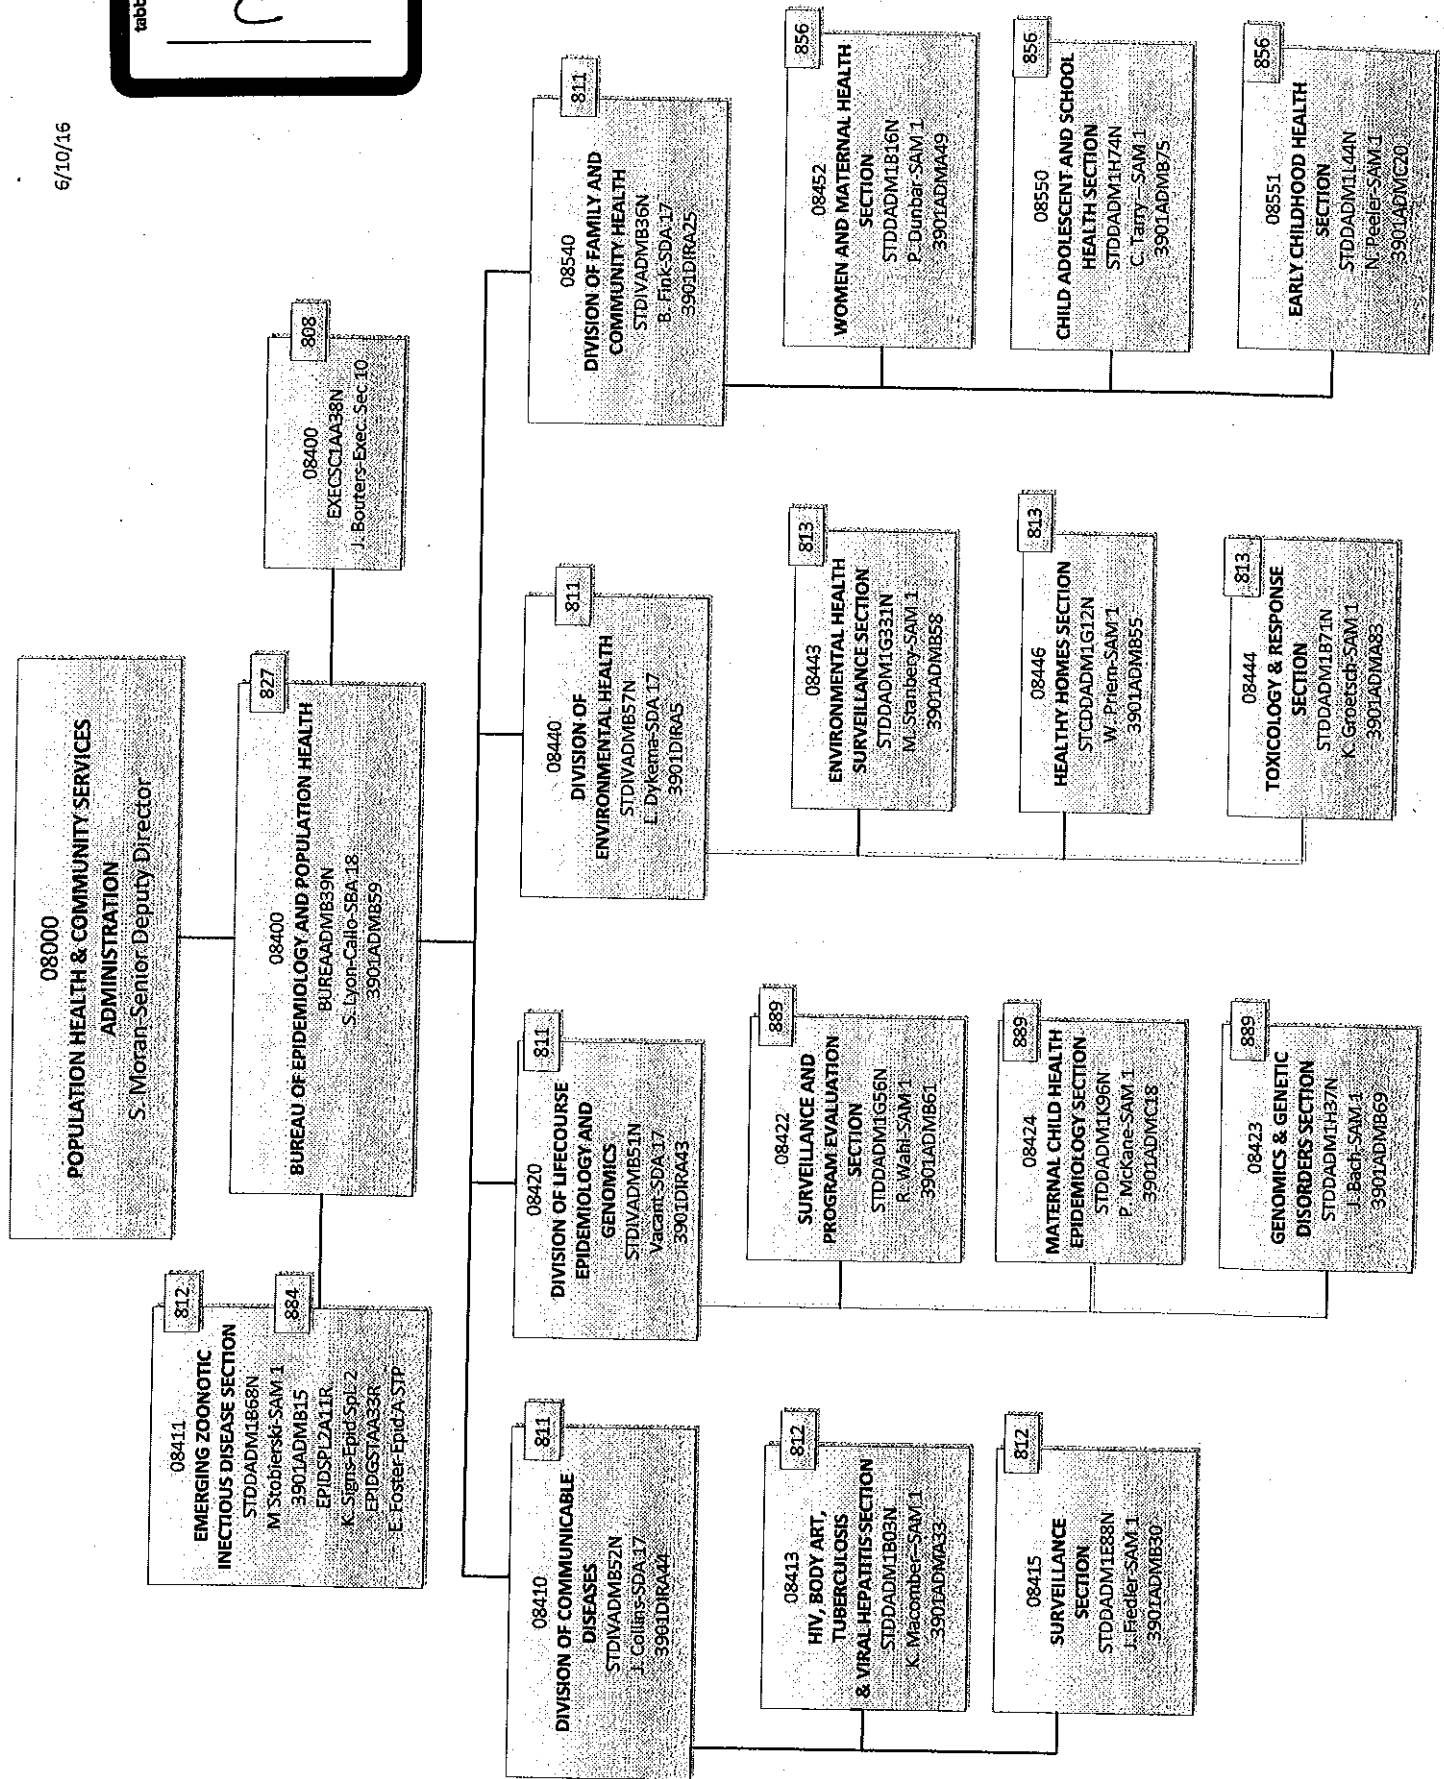 6/10/16
tabb
08000
POPULATION HEALTH & COMMUNITY SERVICES
ADMINISTRATION
S. Moran-Senior Deputy Director
827
08400
BUREAU OF EPIDEMIOLOGY AND POPULATION HEALTH
BUREAADMB39N
S. Lyon-Callo-SBA 18
3901ADMB59
808
08400
EXECSC1AA38N
J. Bouters-Exec. Sec 10
812
08411
EMERGING ZOONOTIC
INECTIOUS DISEASE SECTION
STDDADM1B68N
884
M. Stobierski-SAM 1
3901ADMB15
EPIDSPL2A11R
K. Signs-Epid Spl-2
EPIDGSTAA33R
E. Foster-Epid A-STP
811
08410
DIVISION OF COMMUNICABLE
DISEASES
STDIVADMB52N
J. Collins-SDA 17
3901DIRA44
812
08413
HIV, BODY ART,
TUBERCULOSIS
& VIRAL HEPATITIS SECTION
STDDADM1B03N
K. Macomber-SAM 1
3901ADMA33
812
08415
SURVEILLANCE
SECTION
STDDADM1E88N
J. Fiedler-SAM 1
3901ADMB30
811
08420
DIVISION OF LIFECOURSE
EPIDEMIOLOGY AND
GENOMICS
STDIVADMB51N
Vacant-SDA 17
3901DIRA43
889
08422
SURVEILLANCE AND
PROGRAM EVALUATION
SECTION
STDDADM1G56N
R. Wahl-SAM 1
3901ADMB61
889
08424
MATERNAL CHILD HEALTH
EPIDEMIOLOGY SECTION
STDDADM1K96N
P. McKane-SAM 1
3901ADMC18
889
08423
GENOMICS & GENETIC
DISORDERS SECTION
STDDADM1H37N
J. Bach-SAM-1
3901ADMB69
811
08440
DIVISION OF
ENVIRONMENTAL HEALTH
STDIVADMB57N
L. Dykema-SDA 17
3901DIRA5
813
08443
ENVIRONMENTAL HEALTH
SURVEILANCE SECTION
STDDADM1G331N
M.Stanbery-SAM 1
3901ADMB58
813
08446
HEALTHY HOMES SECTION
STCDDADM1G12N
W. Priem-SAM 1
3901ADMB55
813
08444
TOXICOLOGY & RESPONSE
SECTION
STDDADM1B71N
K. Groetsch-SAM 1
3901ADMA83
811
08540
DIVISION OF FAMILY AND
COMMUNITY HEALTH
STDIVADMB36N
B. Fink-SDA-17
3901DIRA25
856
08452
WOMEN AND MATERNAL HEALTH
SECTION
STDDADM1B16N
P. Dunbar-SAM 1
3901ADMA49
856
08550
CHILD ADOLESCENT AND SCHOOL
HEALTH SECTION
STDDADM1H74N
C. Tarry – SAM 1
3901ADMB75
856
08551
EARLY CHILDHOOD HEALTH
SECTION
STDDADM1L44N
N. Peeler-SAM 1
3901ADMC20